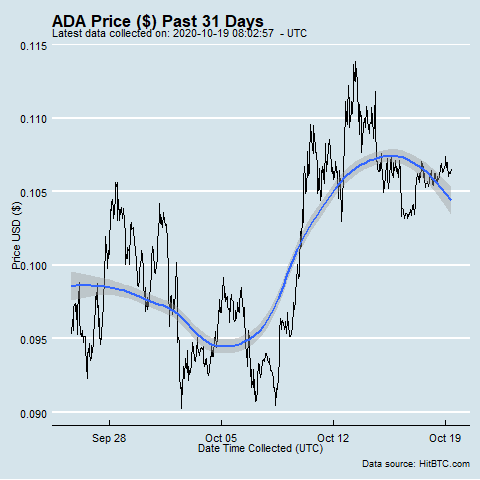 ADA Price ($) Past 31 Days
Latest data collected on: 2020-10-19 08:02:57 - UTC
0.115
0.110
0.105
0.100
0.095
0.090
Price USD ($)
Sep 28
Oct 05
Oct 12
Oct 19
Date Time Collected (UTC)
Data source: HitBTC.com